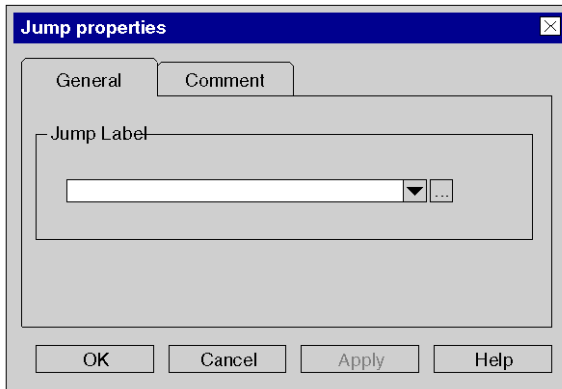 Jump properties
General Comment
Jump Label
...
OK Cancel Apply Help